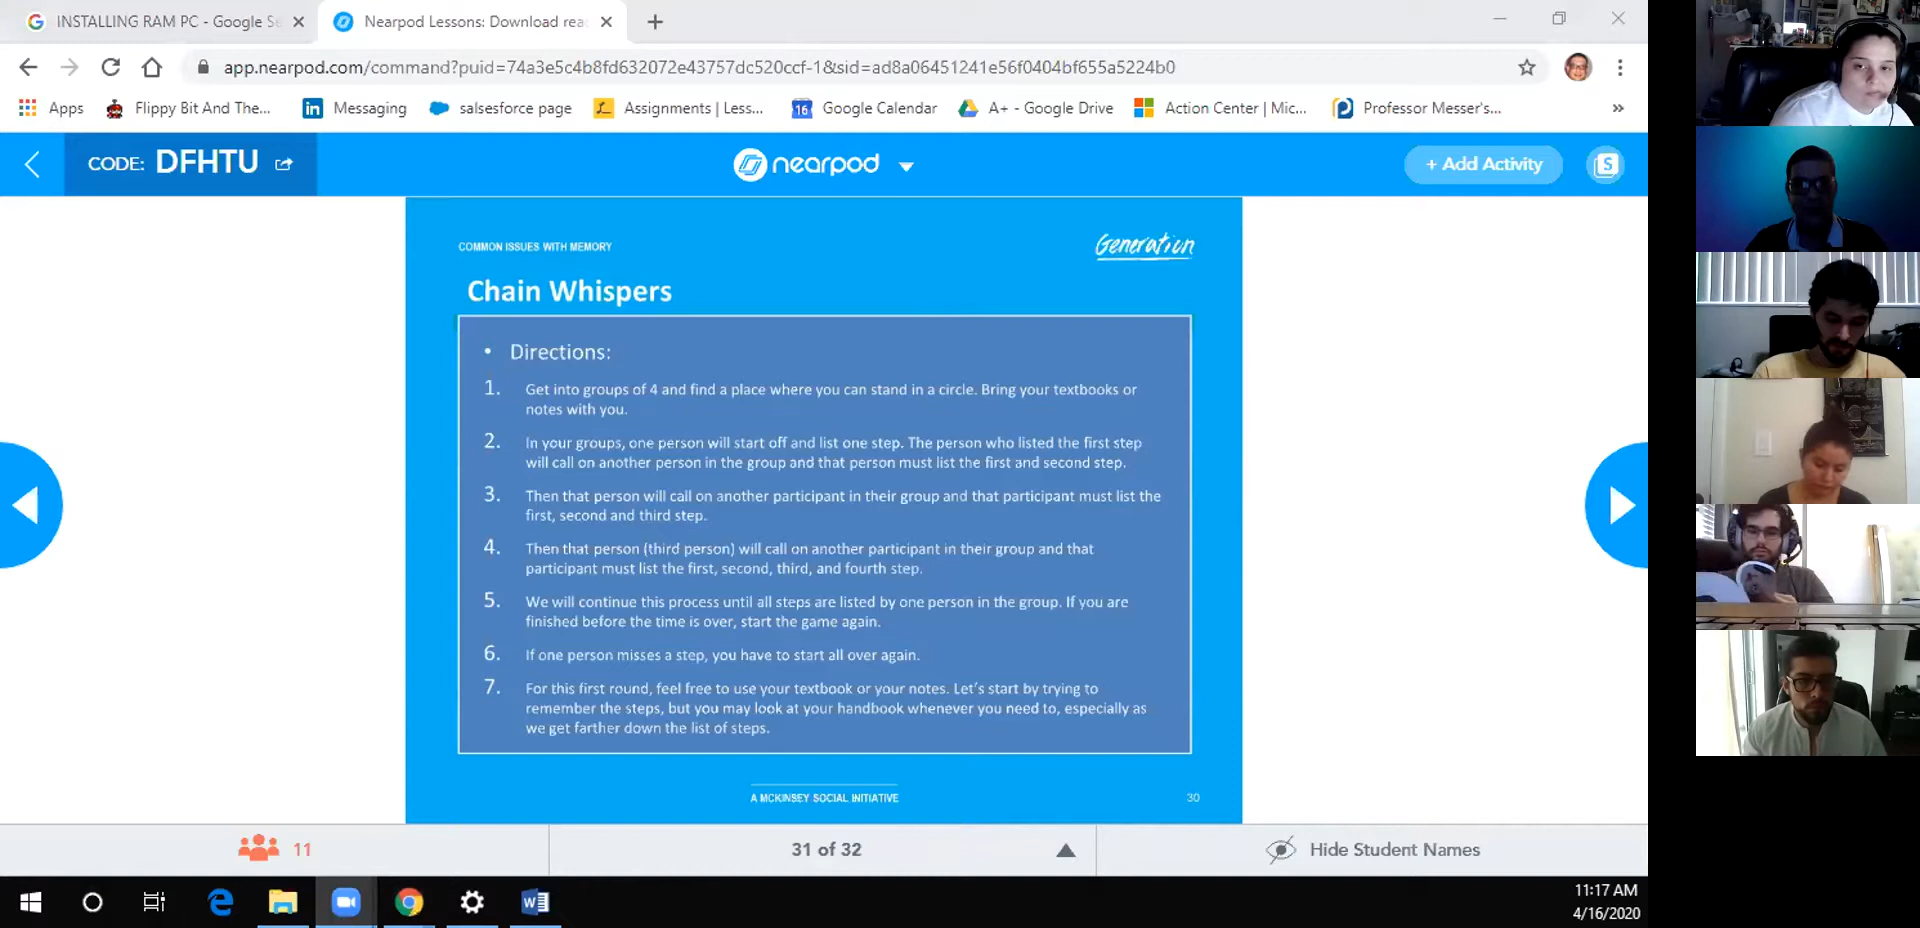 INSTALLING RAM PC - Google Se
Nearpod Lessons: Download rea
app.nearpod.com/command?puid=74a3e5c4b8fd632072e43757dc520ccf-1&sid=ad8a06451241e56f0404bf655a5224b0
Apps
Flippy Bit And The...
Messaging
salsesforce page
Assignments | Less...
Google Calendar
A+ - Google Drive
Action Center | Mic...
Professor Messer's...
CODE: DFHTU
nearpod
+ Add Activity
COMMON ISSUES WITH MEMORY
Generation
Chain Whispers
• Directions:
1. Get into groups of 4 and find a place where you can stand in a circle. Bring your textbooks or
notes with you.
2. In your groups, one person will start off and list one step. The person who listed the first step
will call on another person in the group and that person must list the first and second step.
3. Then that person will call on another participant in their group and that participant must list the
first, second and third step.
4. Then that person (third person) will call on another participant in their group and that
participant must list the first, second, third, and fourth step.
5. We will continue this process until all steps are listed by one person in the group. If you are
finished before the time is over, start the game again.
6. If one person misses a step, you have to start all over again.
7. For this first round, feel free to use your textbook or your notes. Let's start by trying to
remember the steps, but you may look at your handbook whenever you need to, especially as
we get farther down the list of steps.
A MCKINSEY SOCIAL INITIATIVE
30
11
31 of 32
Hide Student Names
11:17 AM
4/16/2020